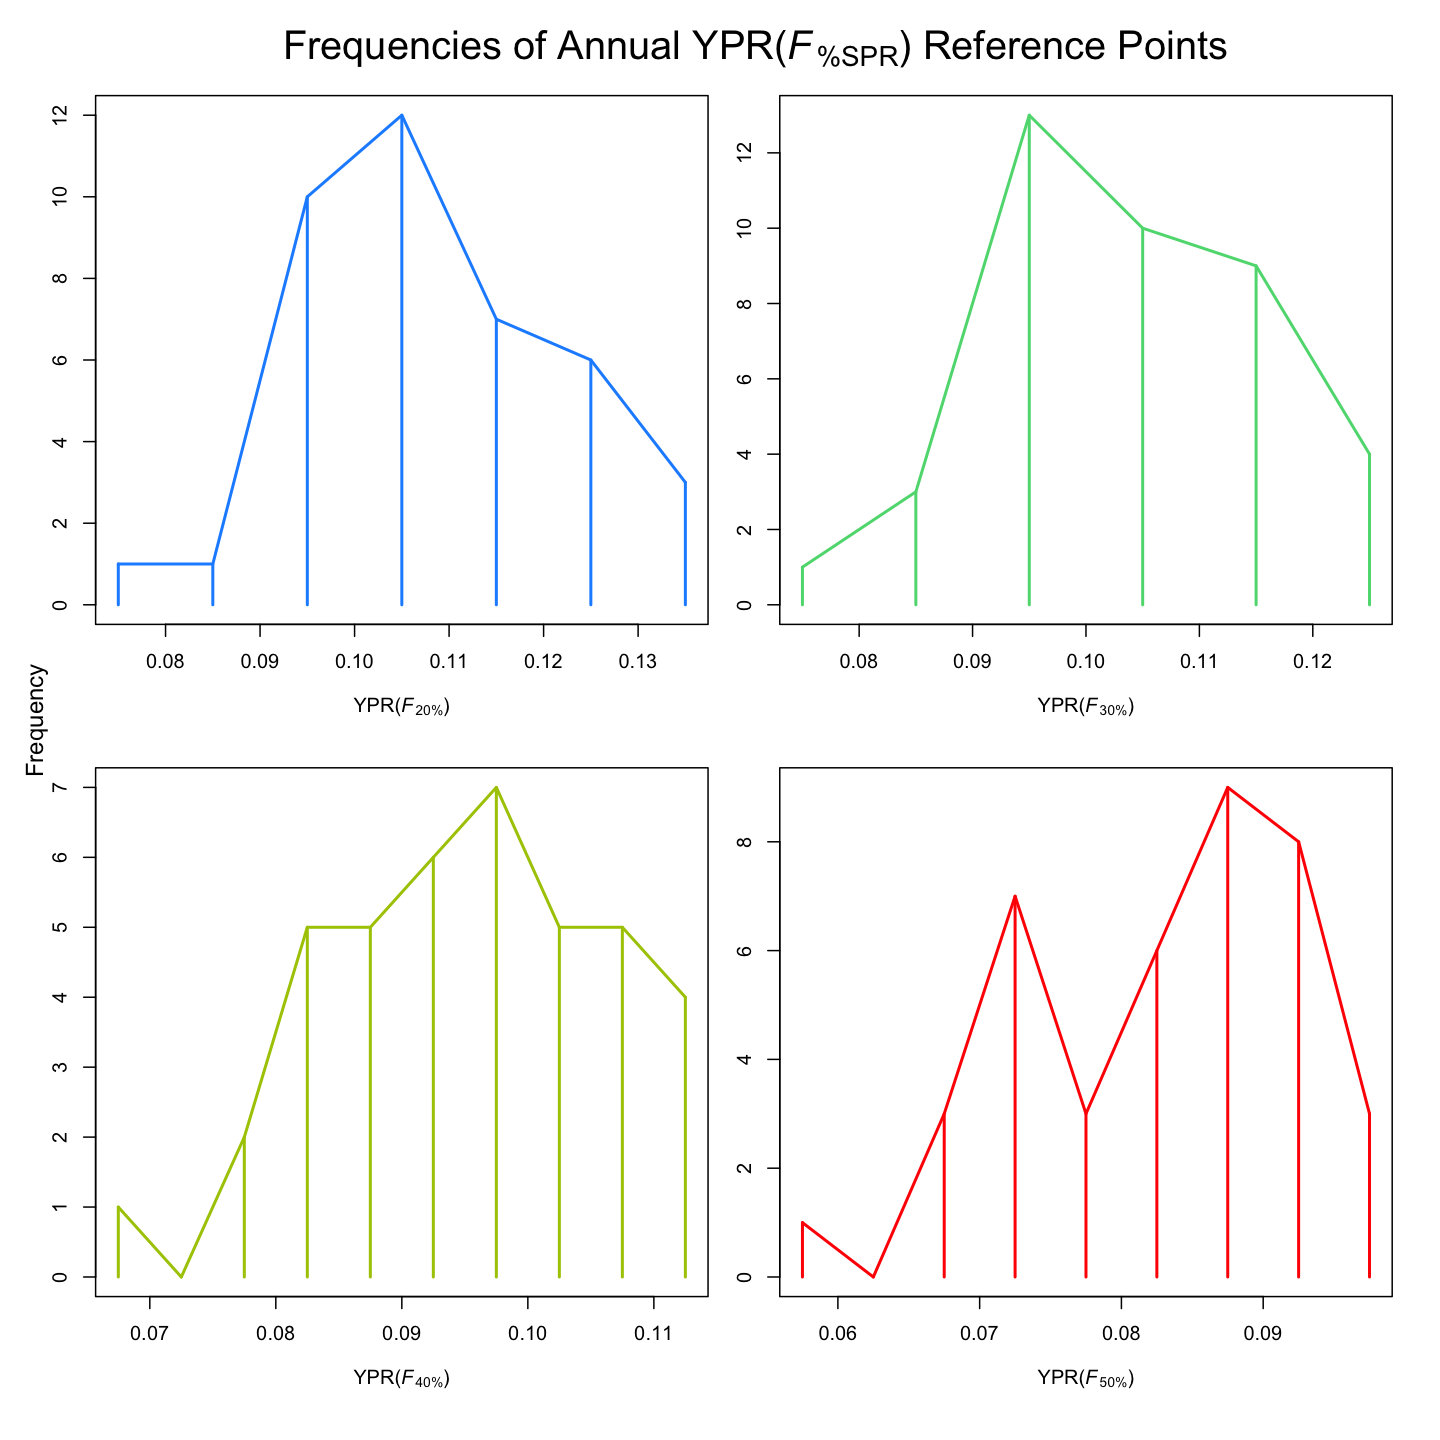 Frequencies of Annual YPR(F%SPR) Reference Points
Frequency
12
10
8
6
4
2
0
0.08 0.09 0.10 0.11 0.12 0.13
YPR(F20%)
12
10
8
6
4
2
0
0.08 0.09 0.10 0.11 0.12
YPR(F30%)
7
6
5
4
3
2
1
0
0.07 0.08 0.09 0.10 0.11
YPR(F40%)
8
6
4
2
0
0.06 0.07 0.08 0.09
YPR(F50%)